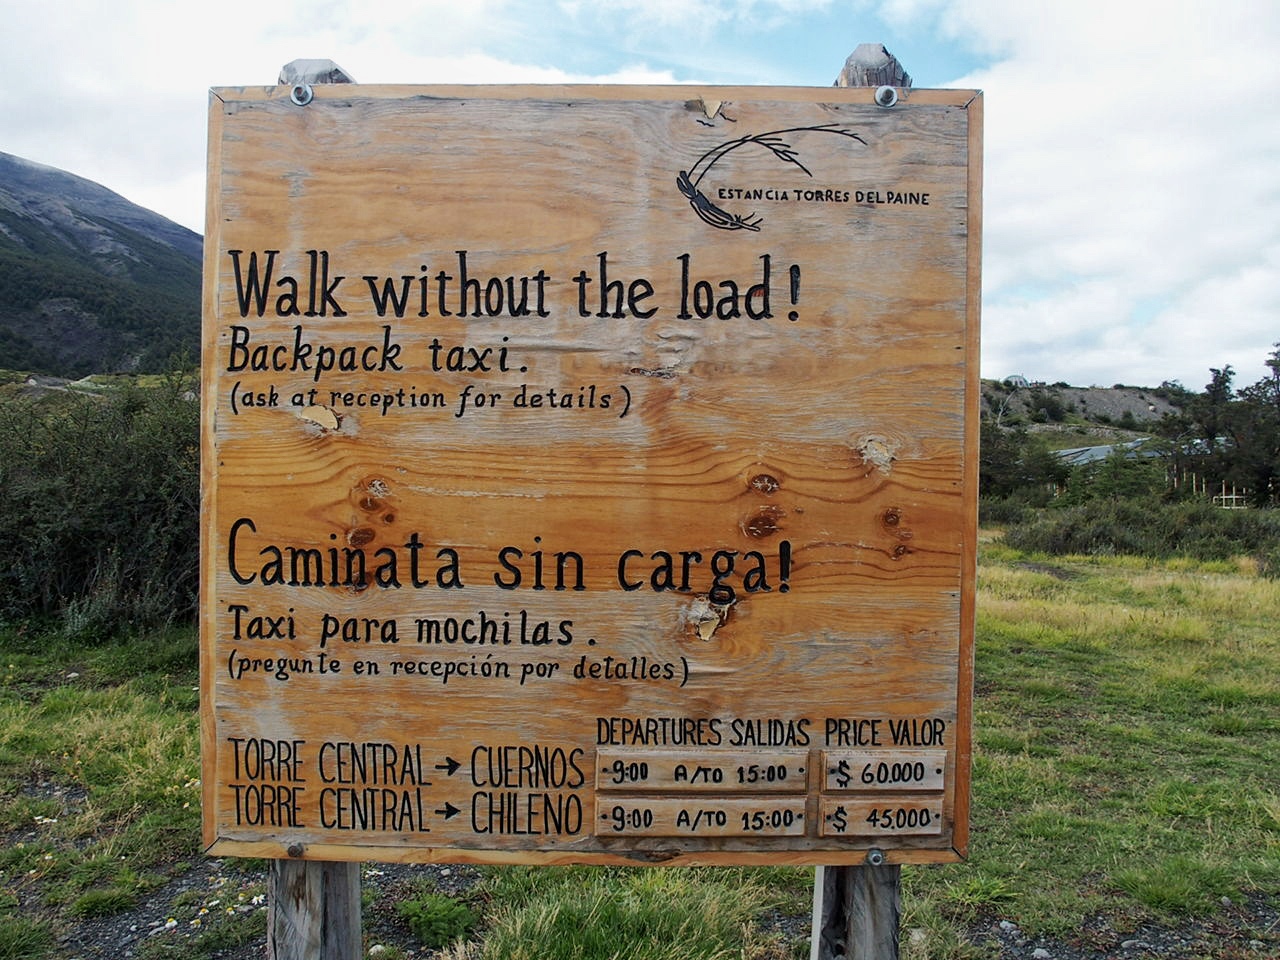 ESTANCIA TORRES DEL PAINE
Walk without the load!
Backpack taxi.
(ask at reception for details)
Caminata sin carga!
Taxi para mochilas.
(pregunte en recepción por detalles)
DEPARTURES SALIDAS PRICE VALOR
TORRE CENTRAL → CUERNOS ·9:00 A/TO 15:00· ·$ 60.000·
TORRE CENTRAL → CHILENO ·9:00 A/TO 15:00· ·$ 45.000·